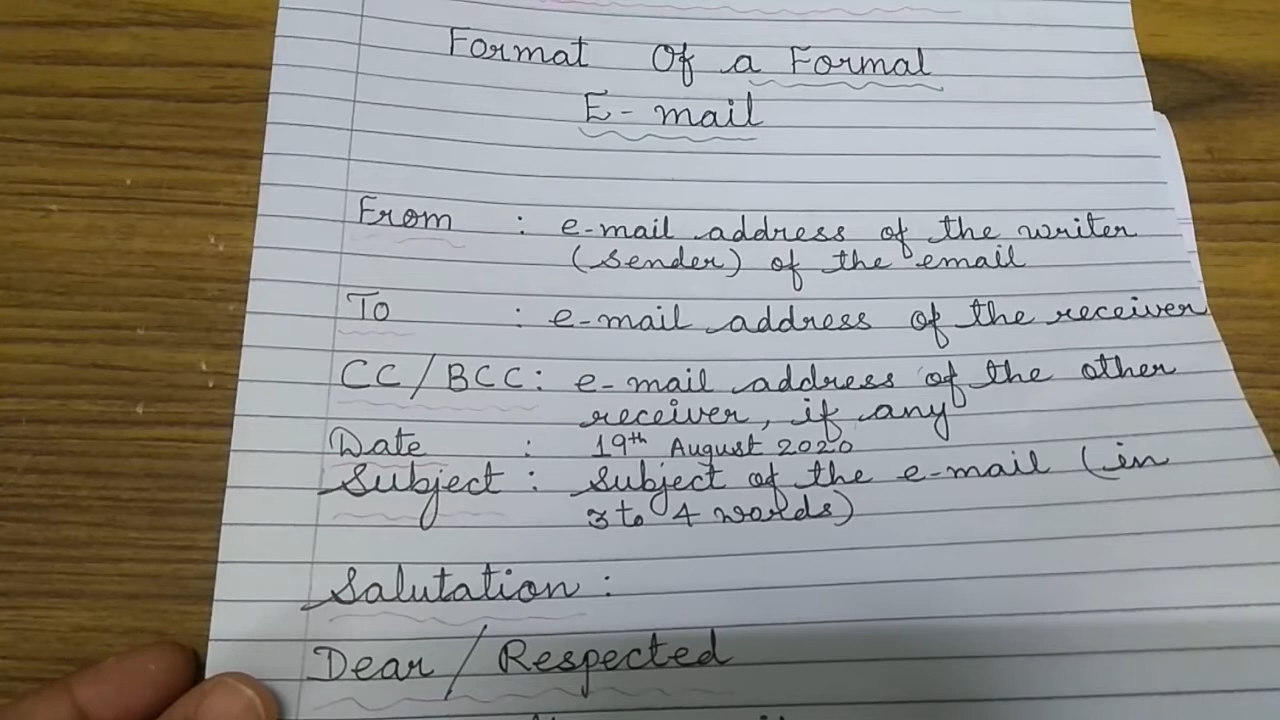 Format Of a Formal
E-mail
From : e-mail address of the writer
(sender) of the email
To : e-mail address of the receiver
CC/BCC: e-mail address of the other
receiver, if any
Date : 19th August 2020
Subject : Subject of the e-mail (in
3 to 4 words)
Salutation :
Dear / Respected